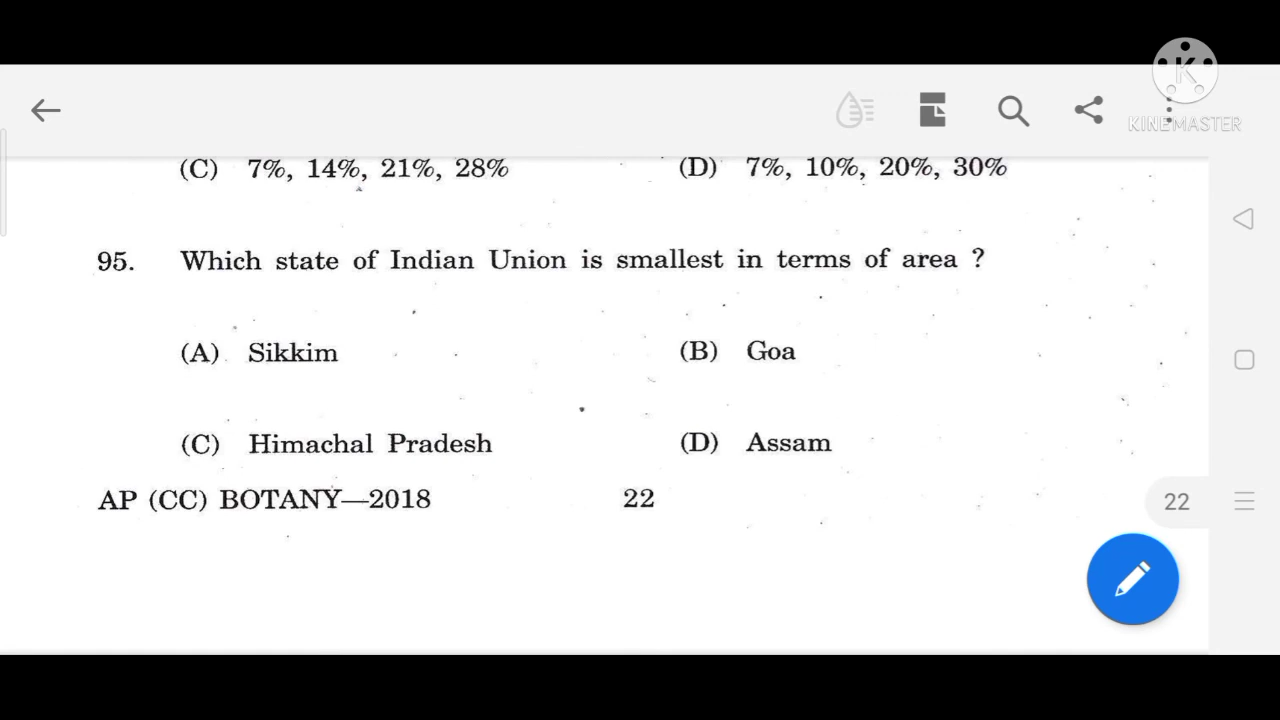 KINEMASTER
(C) 7%, 14%, 21%, 28% (D) 7%, 10%, 20%, 30%
95. Which state of Indian Union is smallest in terms of area ?
(A) Sikkim (B) Goa
(C) Himachal Pradesh (D) Assam
AP (CC) BOTANY—2018 22
22